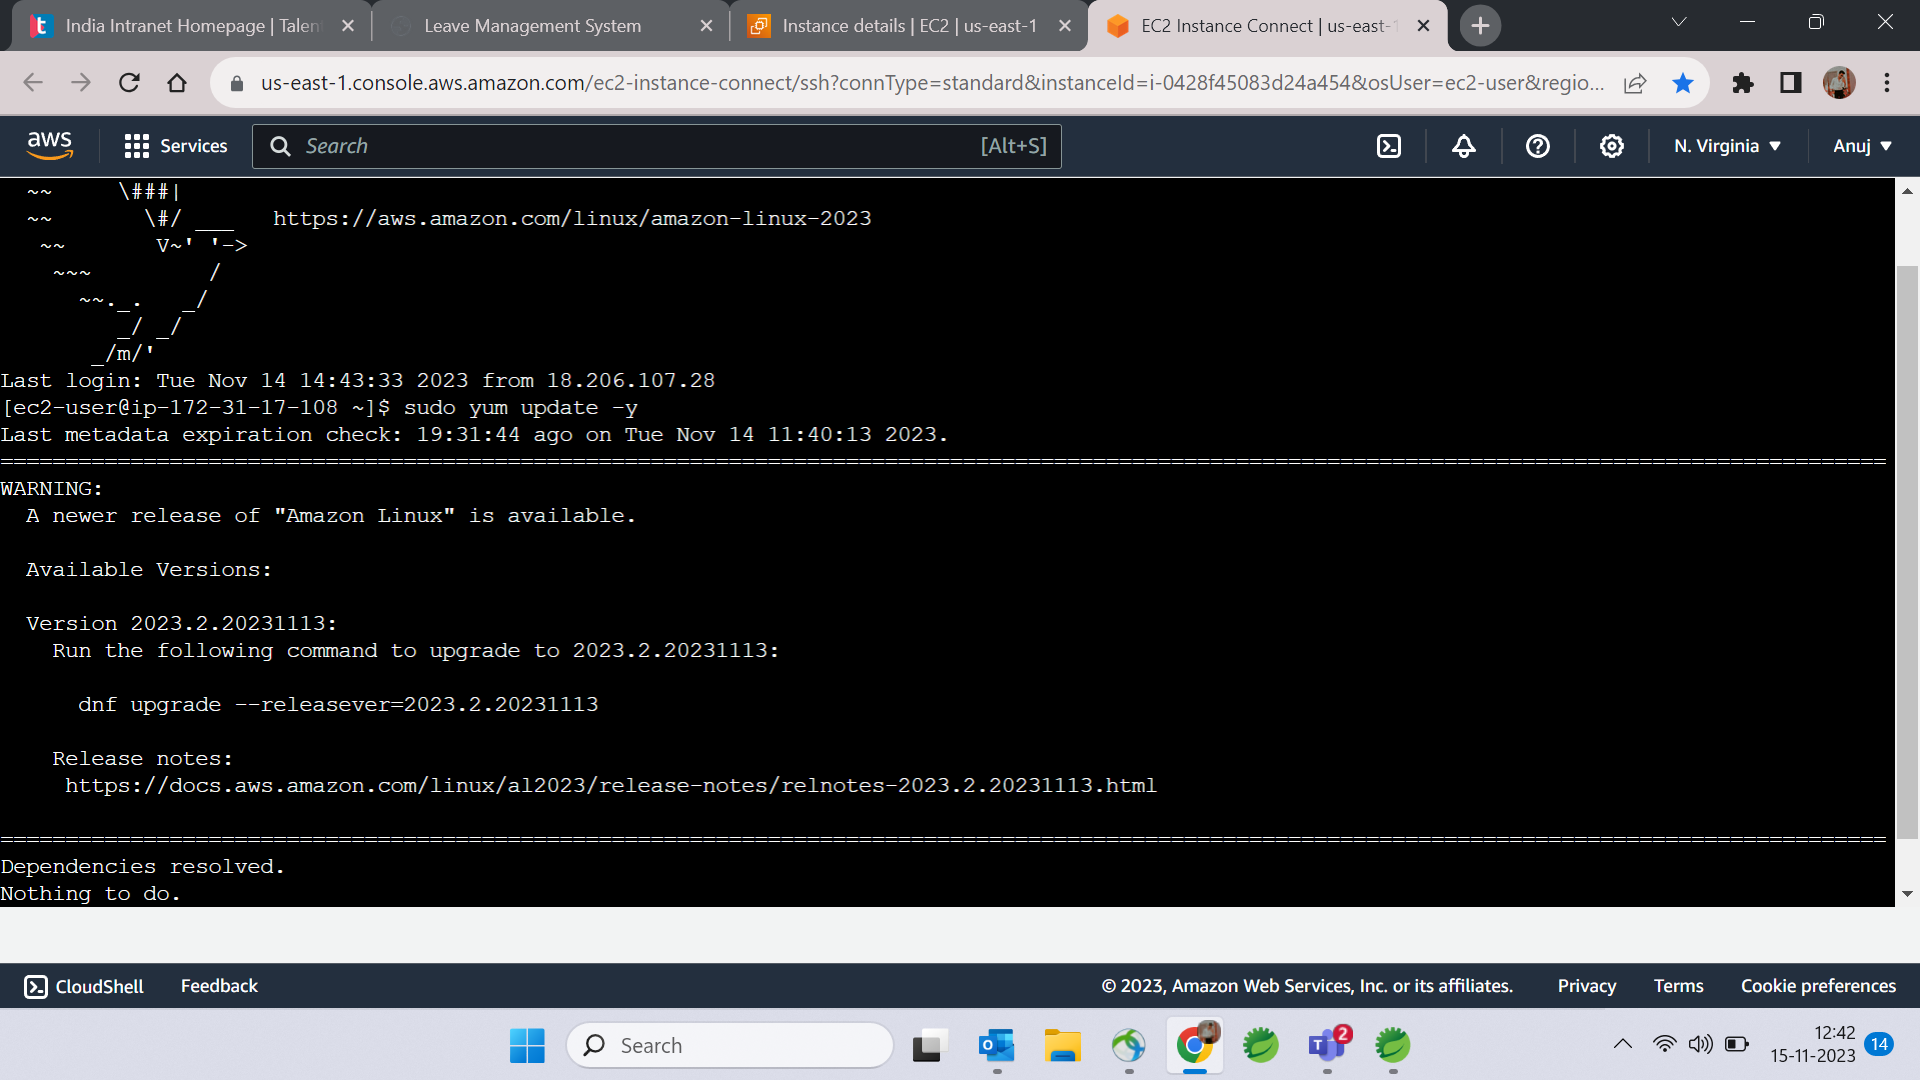 India Intranet Homepage | Talen
Leave Management System
Instance details | EC2 | us-east-1
EC2 Instance Connect | us-east-1
us-east-1.console.aws.amazon.com/ec2-instance-connect/ssh?connType=standard&instanceId=i-0428f45083d24a454&osUser=ec2-user&regio...
aws
Services
Search
[Alt+S]
N. Virginia ▼
Anuj ▼
~~      \###|
~~       \#/ ___   https://aws.amazon.com/linux/amazon-linux-2023
~~       V~' '->
~~~         /
~~._.   _/
_/ _/
_/m/'
Last login: Tue Nov 14 14:43:33 2023 from 18.206.107.28
[ec2-user@ip-172-31-17-108 ~]$ sudo yum update -y
Last metadata expiration check: 19:31:44 ago on Tue Nov 14 11:40:13 2023.
=================================================================================================================================================
WARNING:
A newer release of "Amazon Linux" is available.
Available Versions:
Version 2023.2.20231113:
Run the following command to upgrade to 2023.2.20231113:
dnf upgrade --releasever=2023.2.20231113
Release notes:
https://docs.aws.amazon.com/linux/al2023/release-notes/relnotes-2023.2.20231113.html
=================================================================================================================================================
Dependencies resolved.
Nothing to do.
CloudShell
Feedback
© 2023, Amazon Web Services, Inc. or its affiliates.
Privacy
Terms
Cookie preferences
Search
2
12:42
15-11-2023
14